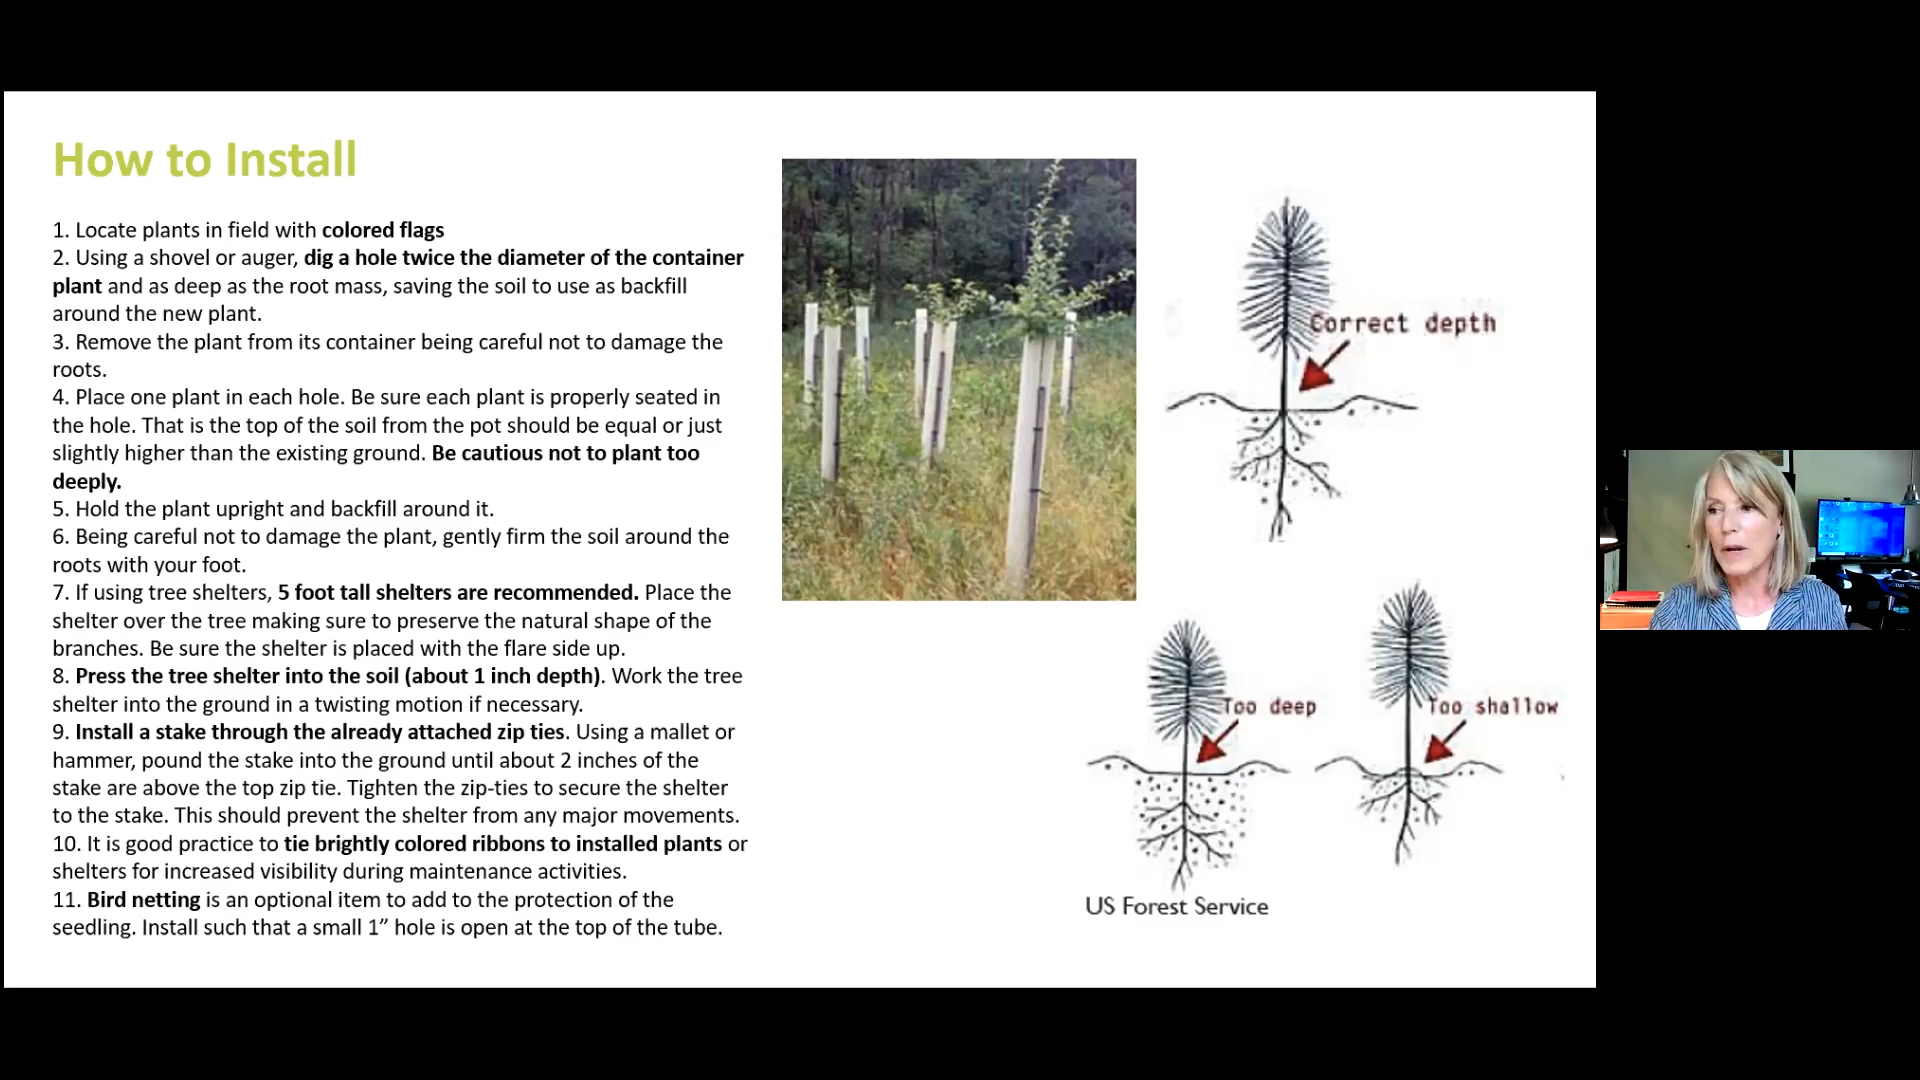 How to Install
1. Locate plants in field with colored flags
2. Using a shovel or auger, dig a hole twice the diameter of the container
plant and as deep as the root mass, saving the soil to use as backfill
around the new plant.
3. Remove the plant from its container being careful not to damage the
roots.
4. Place one plant in each hole. Be sure each plant is properly seated in
the hole. That is the top of the soil from the pot should be equal or just
slightly higher than the existing ground. Be cautious not to plant too
deeply.
5. Hold the plant upright and backfill around it.
6. Being careful not to damage the plant, gently firm the soil around the
roots with your foot.
7. If using tree shelters, 5 foot tall shelters are recommended. Place the
shelter over the tree making sure to preserve the natural shape of the
branches. Be sure the shelter is placed with the flare side up.
8. Press the tree shelter into the soil (about 1 inch depth). Work the tree
shelter into the ground in a twisting motion if necessary.
9. Install a stake through the already attached zip ties. Using a mallet or
hammer, pound the stake into the ground until about 2 inches of the
stake are above the top zip tie. Tighten the zip-ties to secure the shelter
to the stake. This should prevent the shelter from any major movements.
10. It is good practice to tie brightly colored ribbons to installed plants or
shelters for increased visibility during maintenance activities.
11. Bird netting is an optional item to add to the protection of the
seedling. Install such that a small 1” hole is open at the top of the tube.
Correct depth
Too deep
Too shallow
US Forest Service